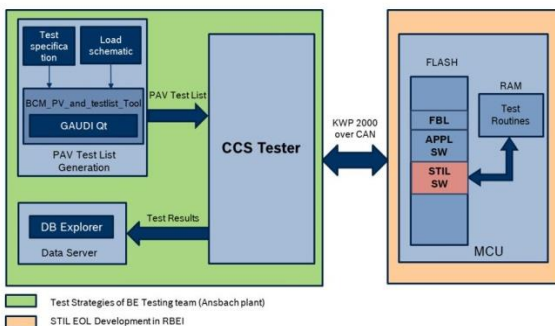 Test
specifica
tion
Load
schematic
BCM_PV_and_testlist_Tool
GAUDI Qt
PAV Test List
Generation
PAV Test List
CCS Tester
Test Results
DB Explorer
Data Server
KWP 2000
over CAN
FLASH
FBL
APPL
SW
STIL
SW
RAM
Test
Routines
MCU
Test Strategies of BE Testing team (Ansbach plant)
STIL EOL Development in RBEI